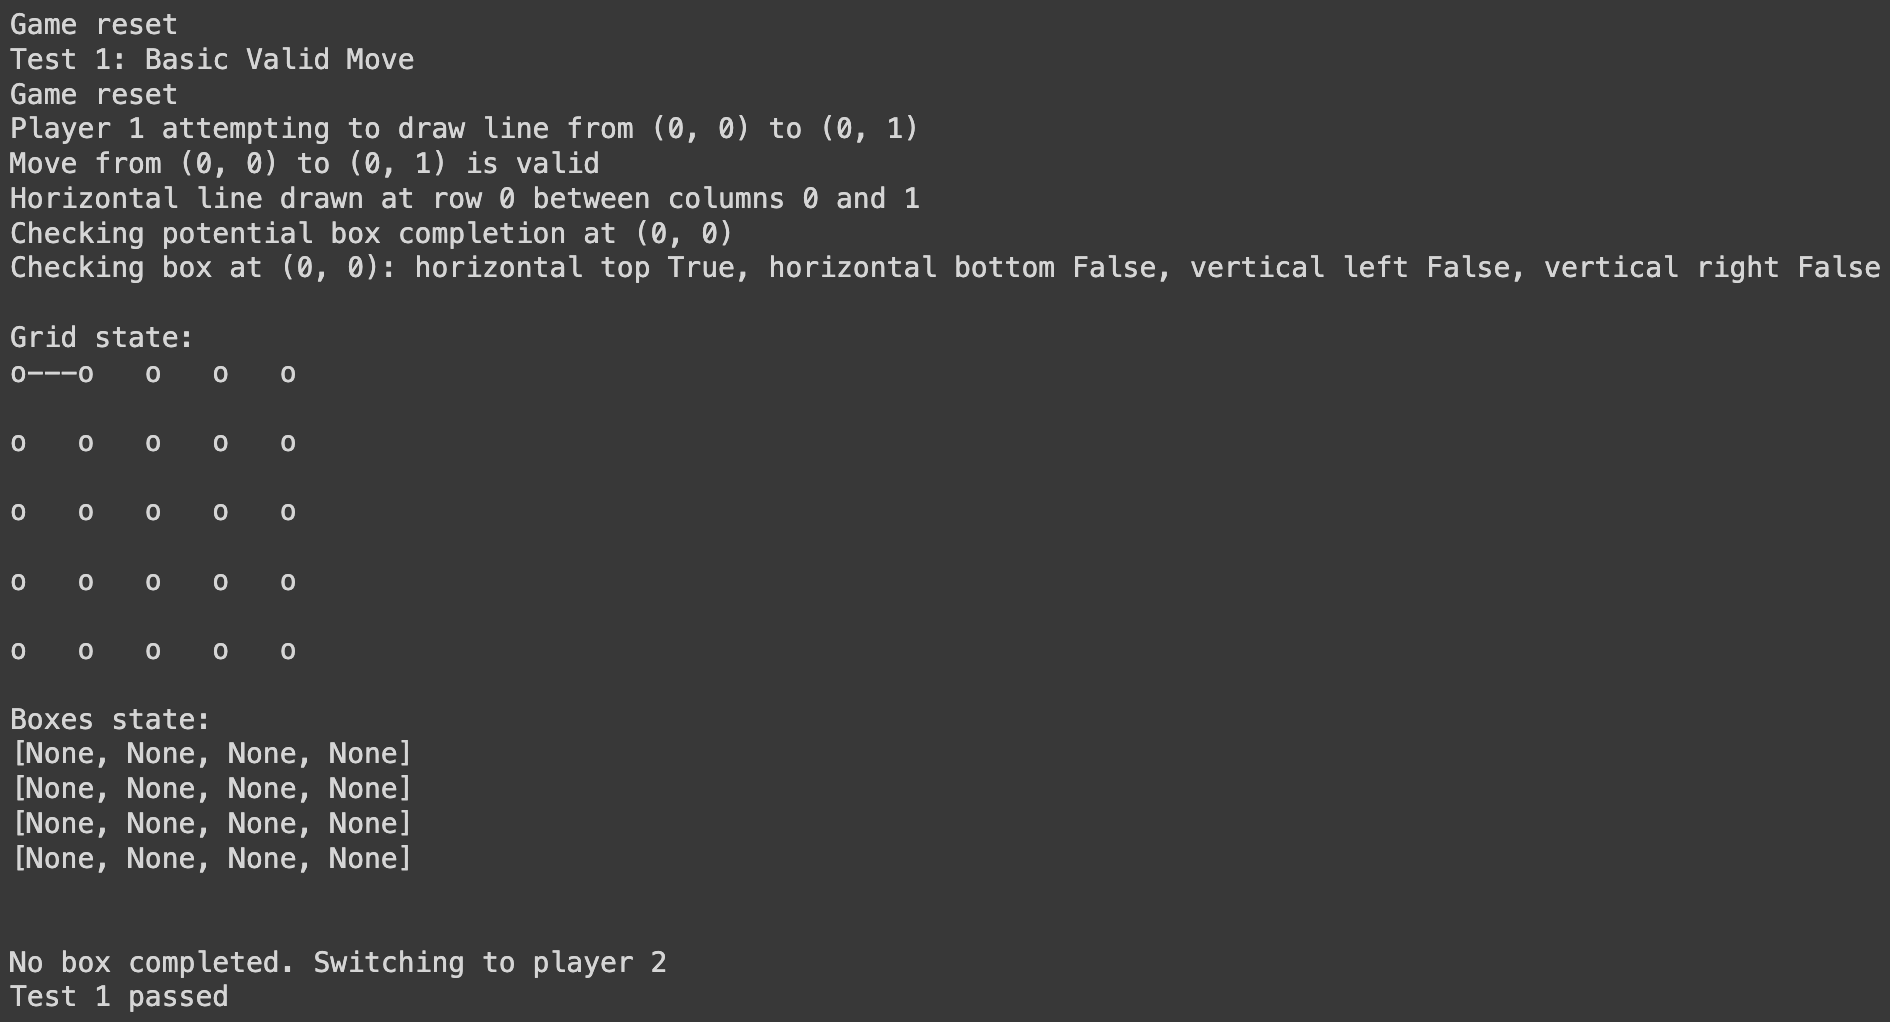 Game reset
Test 1: Basic Valid Move
Game reset
Player 1 attempting to draw line from (0, 0) to (0, 1)
Move from (0, 0) to (0, 1) is valid
Horizontal line drawn at row 0 between columns 0 and 1
Checking potential box completion at (0, 0)
Checking box at (0, 0): horizontal top True, horizontal bottom False, vertical left False, vertical right False
Grid state:
o---o   o   o   o
o   o   o   o   o
o   o   o   o   o
o   o   o   o   o
o   o   o   o   o
Boxes state:
[None, None, None, None]
[None, None, None, None]
[None, None, None, None]
[None, None, None, None]
No box completed. Switching to player 2
Test 1 passed